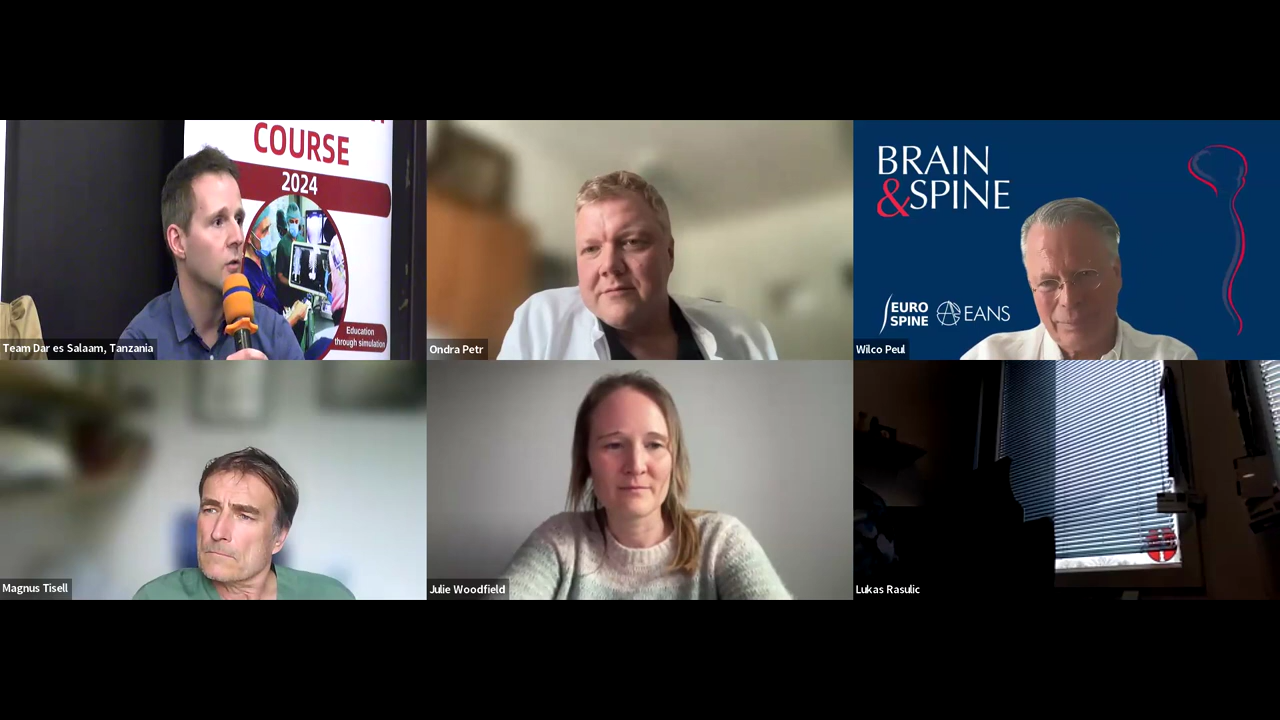 COURSE
2024
Education
through simulation
Team Dar es Salaam, Tanzania
Ondra Petr
BRAIN
&SPINE
EURO
SPINE
EANS
Wilco Peul
Magnus Tisell
Julie Woodfield
Lukas Rasulic